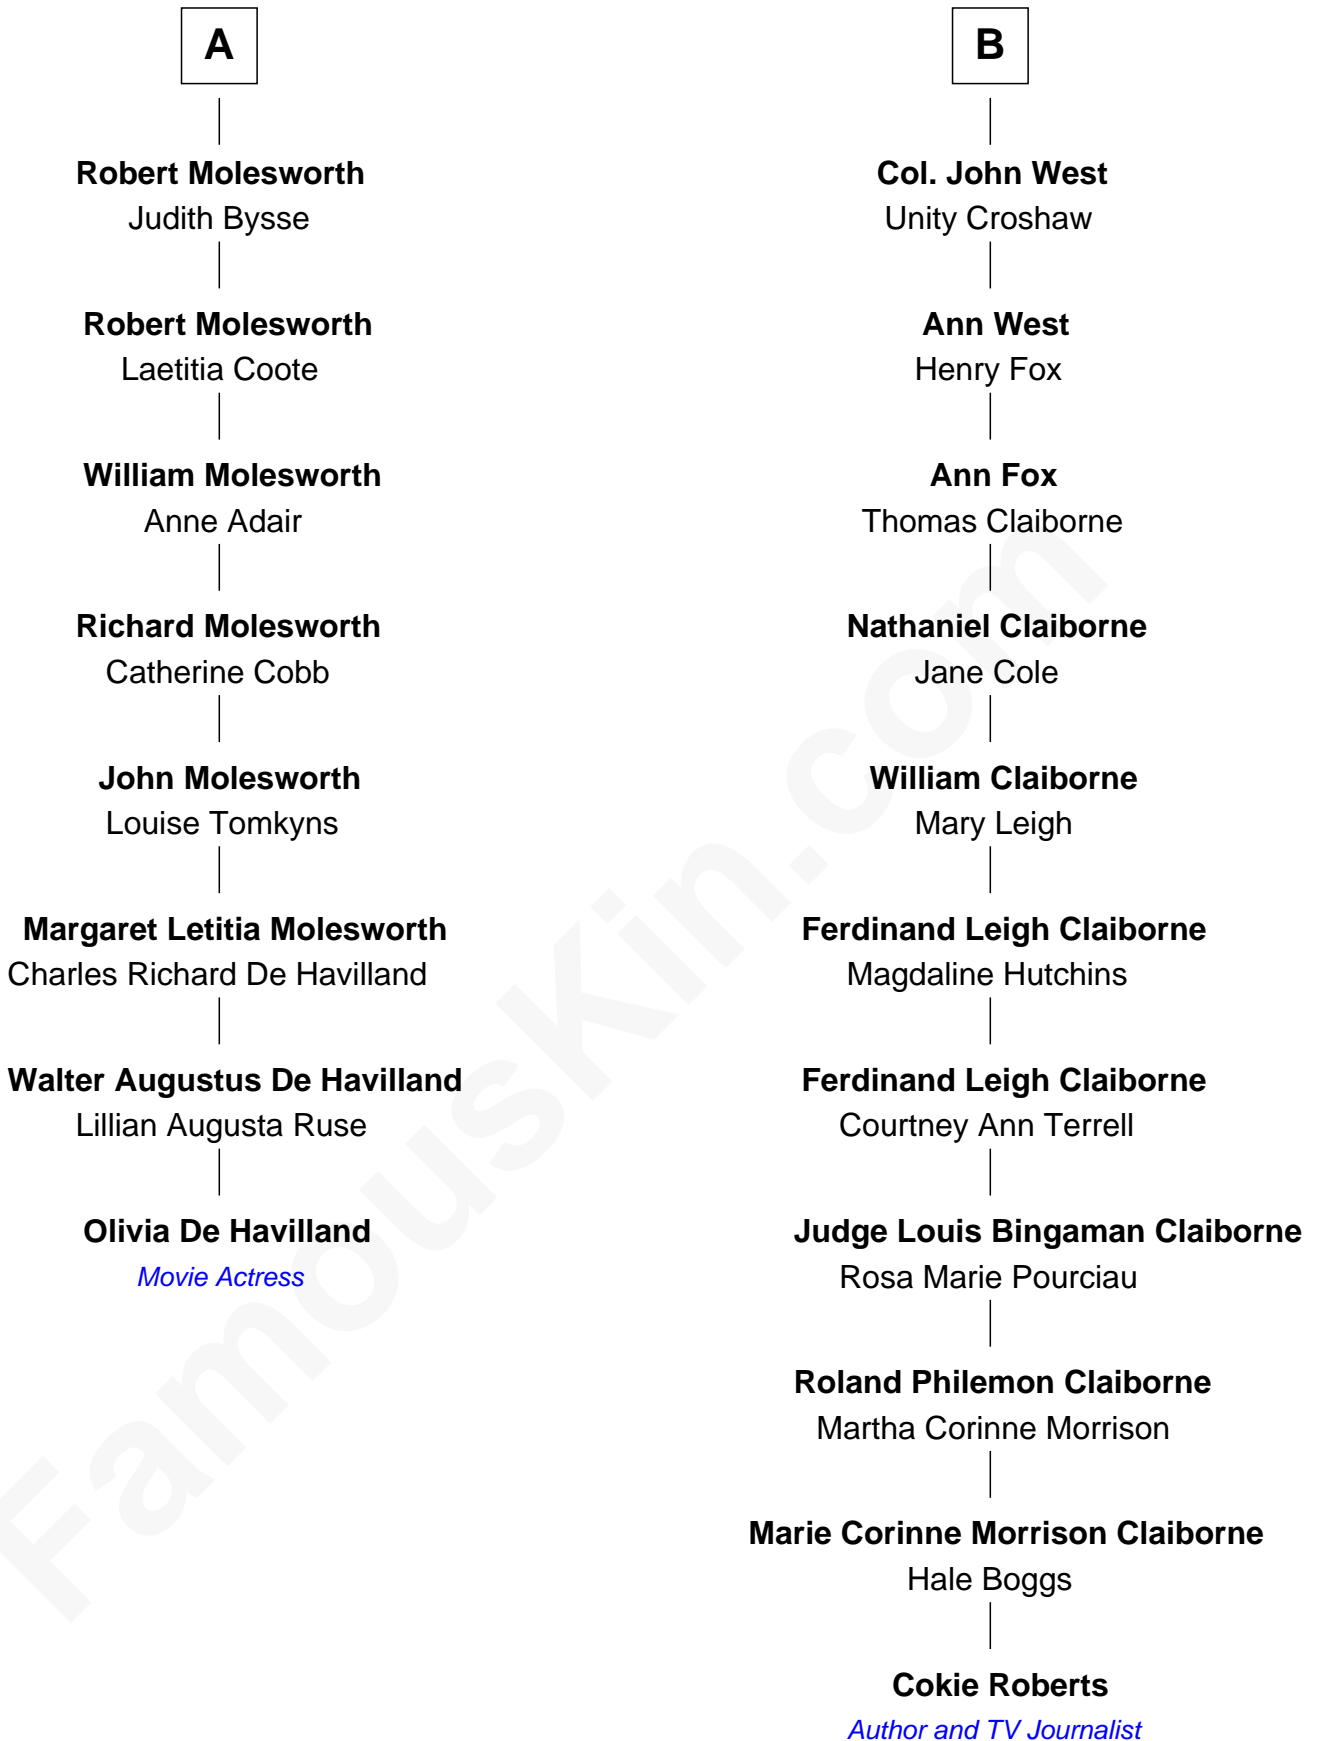 A
Robert Molesworth
Judith Bysse
Robert Molesworth
Laetitia Coote
William Molesworth
Anne Adair
Richard Molesworth
Catherine Cobb
John Molesworth
Louise Tomkyns
Margaret Letitia Molesworth
Charles Richard De Havilland
Walter Augustus De Havilland
Lillian Augusta Ruse
Olivia De Havilland
Movie Actress
B
Col. John West
Unity Croshaw
Ann West
Henry Fox
Ann Fox
Thomas Claiborne
Nathaniel Claiborne
Jane Cole
William Claiborne
Mary Leigh
Ferdinand Leigh Claiborne
Magdaline Hutchins
Ferdinand Leigh Claiborne
Courtney Ann Terrell
Judge Louis Bingaman Claiborne
Rosa Marie Pourciau
Roland Philemon Claiborne
Martha Corinne Morrison
Marie Corinne Morrison Claiborne
Hale Boggs
Cokie Roberts
Author and TV Journalist
FamousKin.com